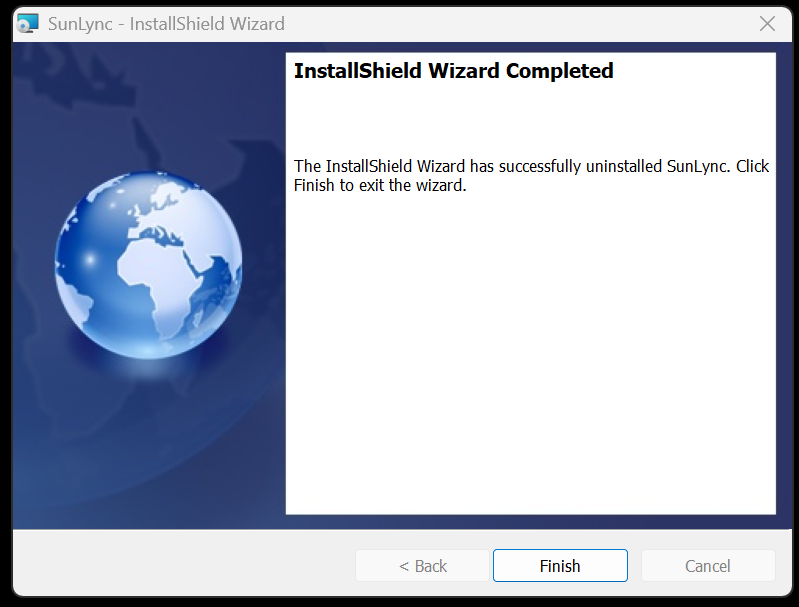 SunLync - InstallShield Wizard
InstallShield Wizard Completed
The InstallShield Wizard has successfully uninstalled SunLync. Click
Finish to exit the wizard.
< Back
Finish
Cancel